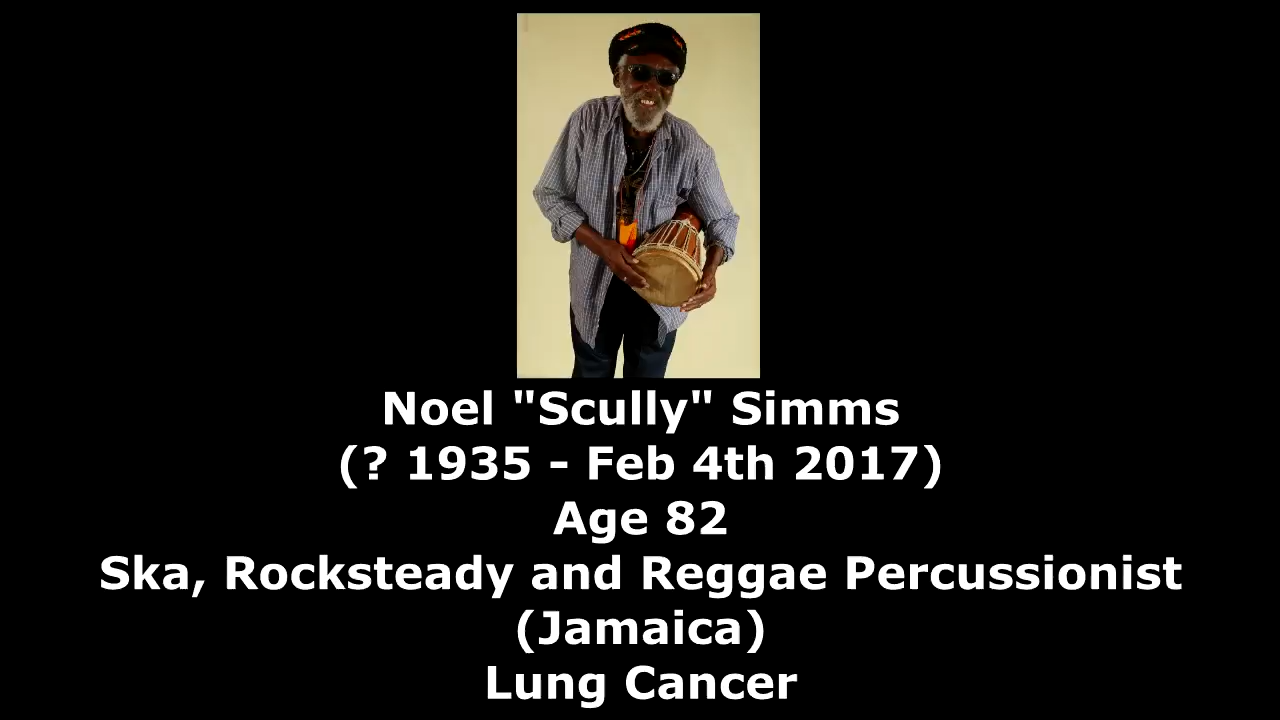 Noel "Scully" Simms
(? 1935 - Feb 4th 2017)
Age 82
Ska, Rocksteady and Reggae Percussionist
(Jamaica)
Lung Cancer